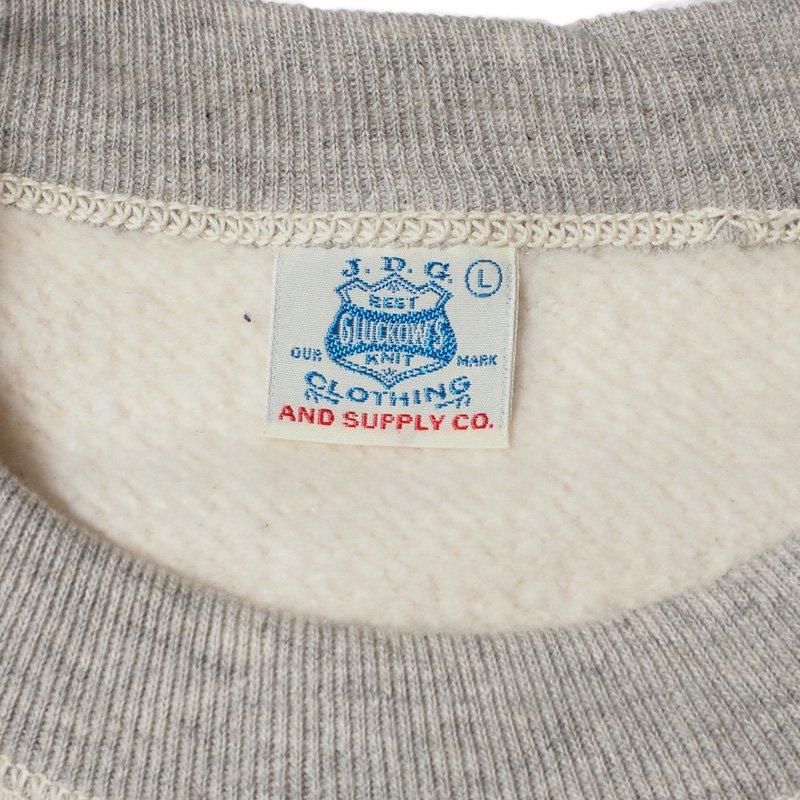 J. D. G. L
BEST
GLUCKOW'S
OUR KNIT MARK
CLOTHING
AND SUPPLY CO.